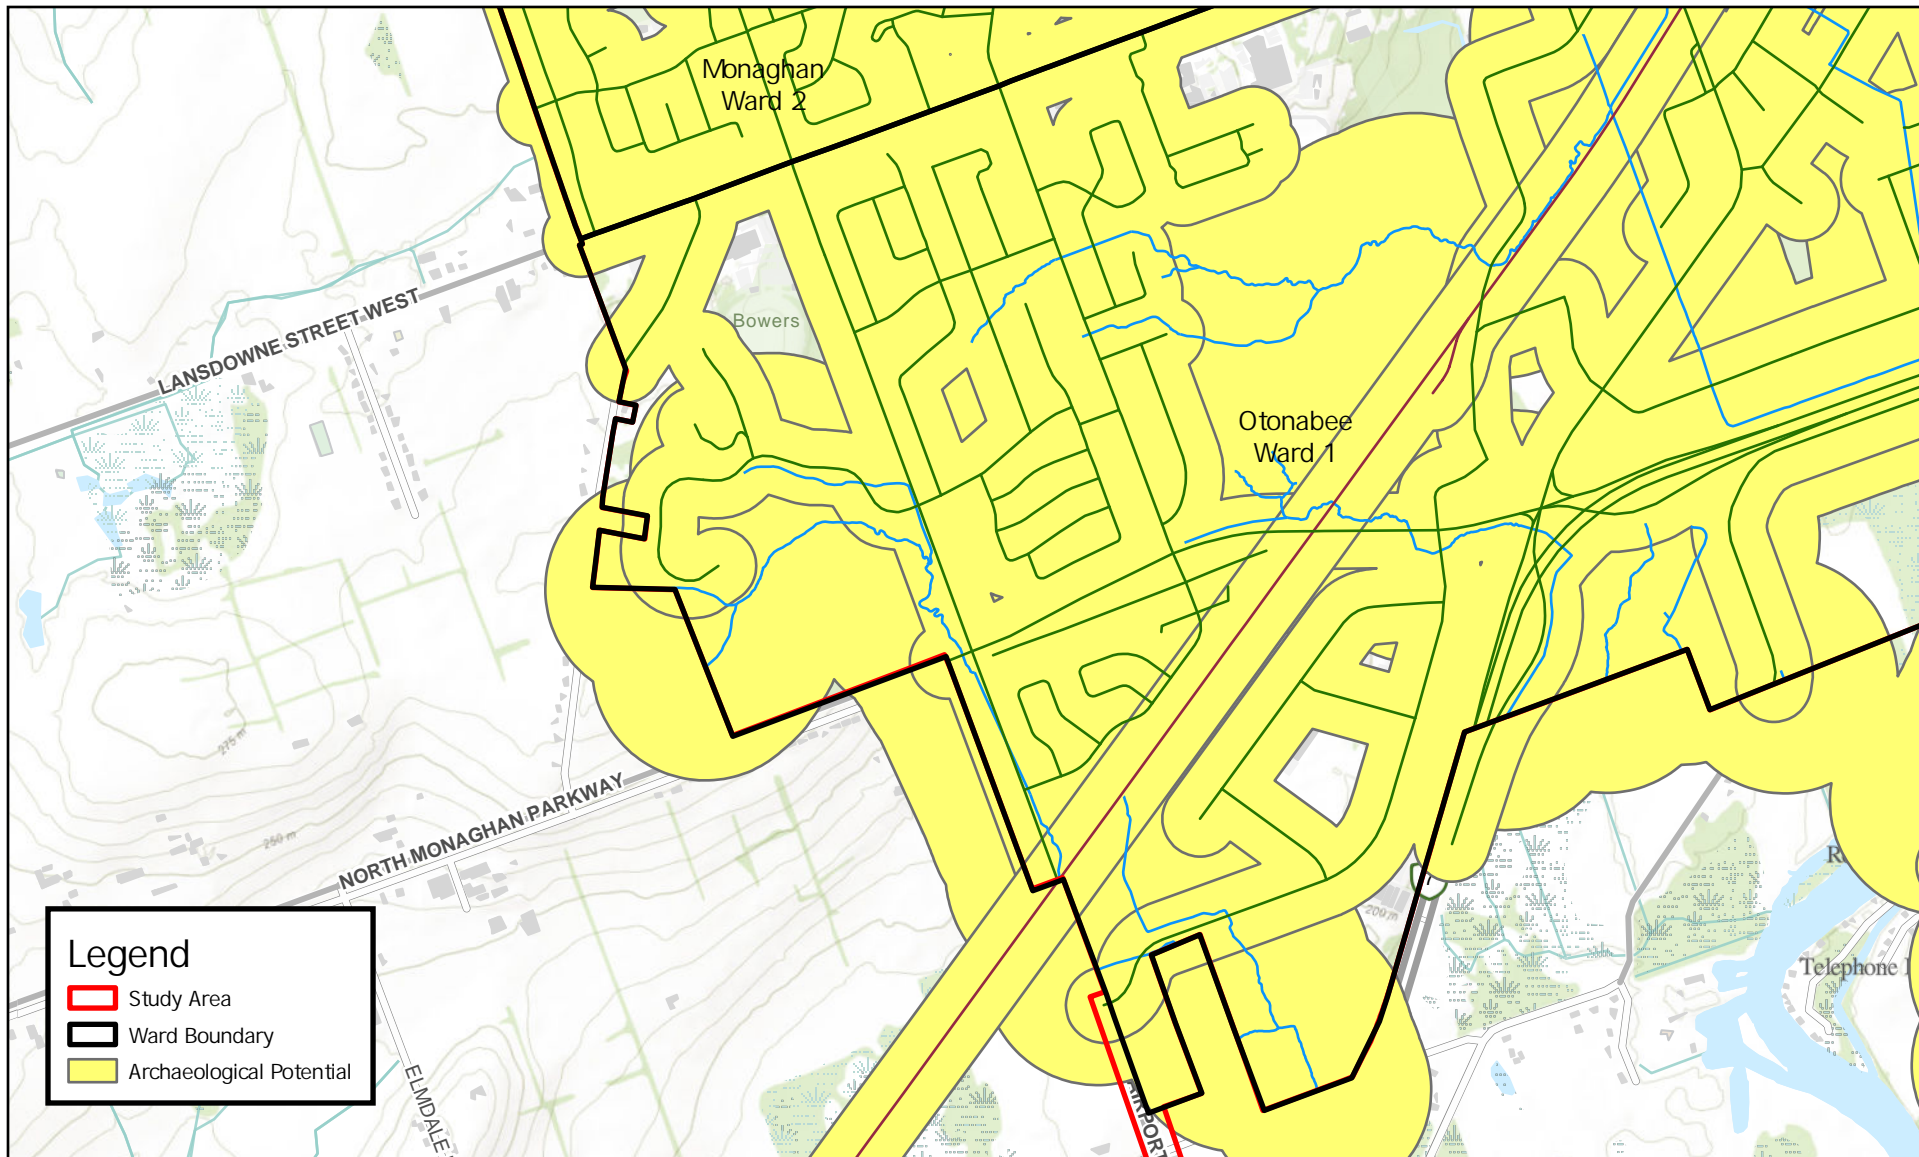 Monaghan
Ward 2
LANSDOWNE STREET WEST
Bowers
Otonabee
Ward 1
275 m
NORTH MONAGHAN PARKWAY
250 m
200 m
7
Telephone
ELMDALE
AIRPORT
Legend
Study Area
Ward Boundary
Archaeological Potential